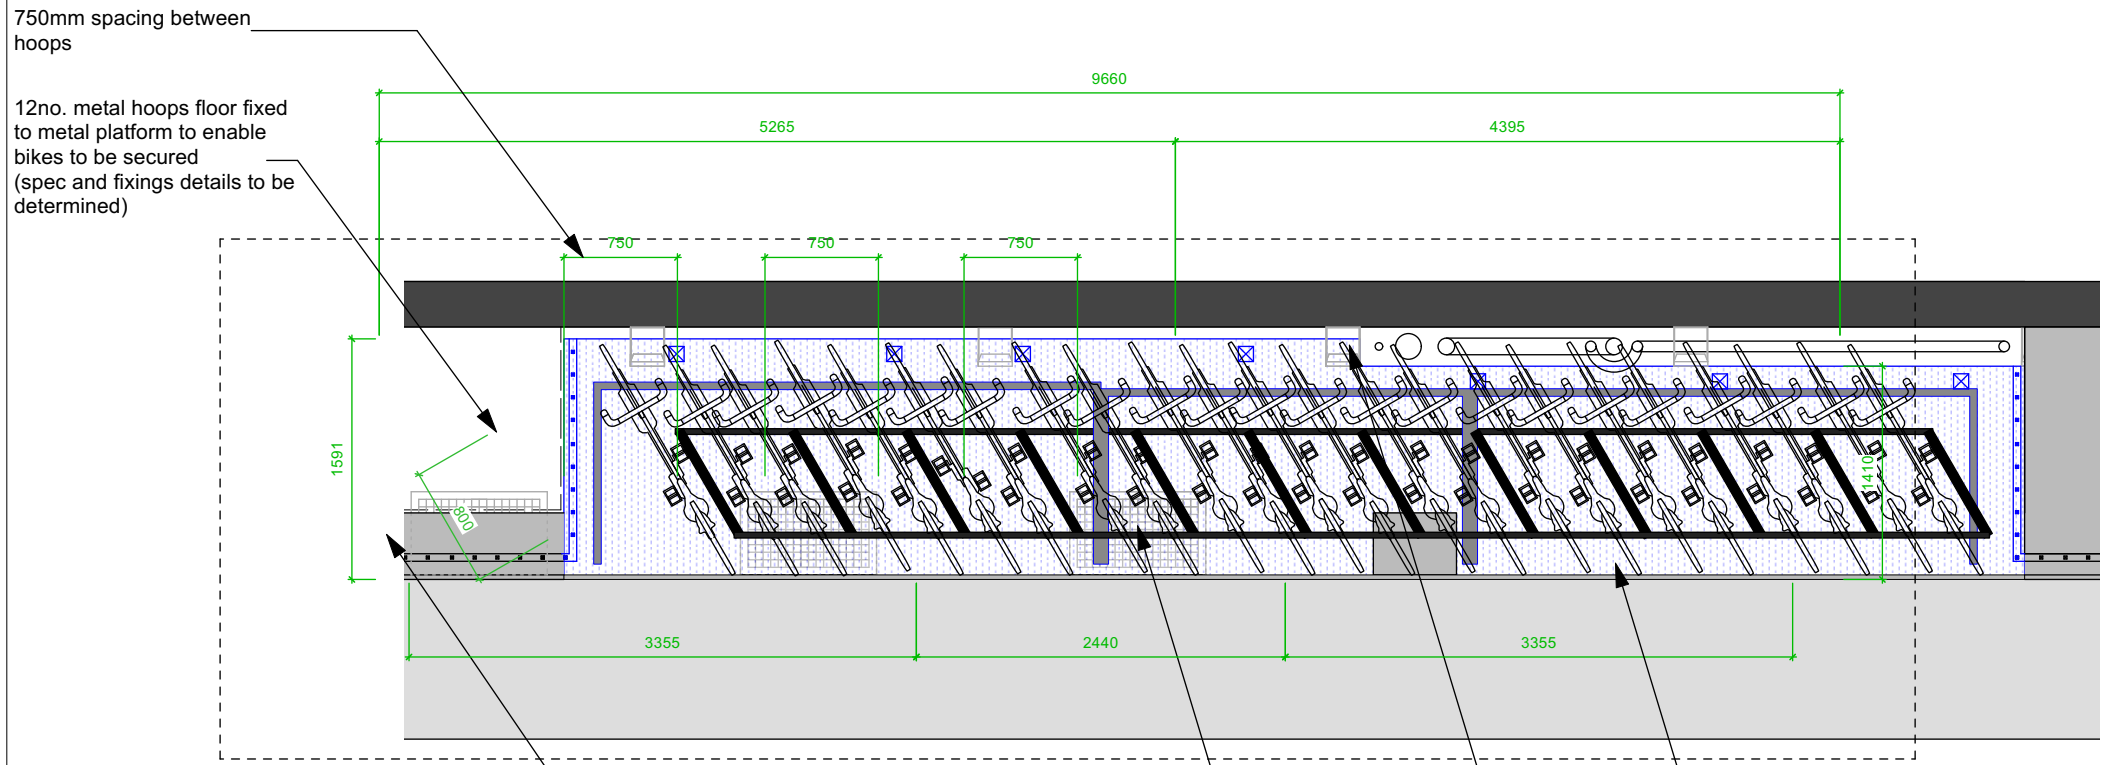 750mm spacing between
hoops
12no. metal hoops floor fixed
to metal platform to enable
bikes to be secured
(spec and fixings details to be
determined)
9660
5265
4395
750
750
750
1591
800
1410
3355
2440
3355